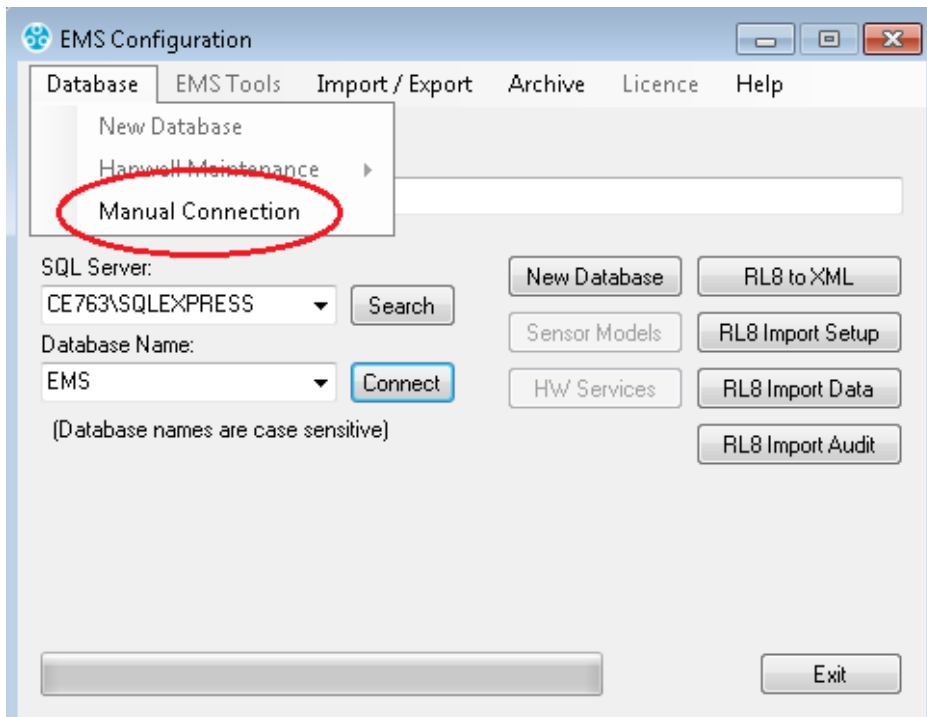 EMS Configuration
Database EMS Tools Import / Export Archive Licence Help
New Database
Hanwell Maintenance
Manual Connection
SQL Server:
CE763\SQLEXPRESS Search
Database Name:
EMS Connect
(Database names are case sensitive)
New Database RL8 to XML
Sensor Models RL8 Import Setup
HW Services RL8 Import Data
RL8 Import Audit
Exit